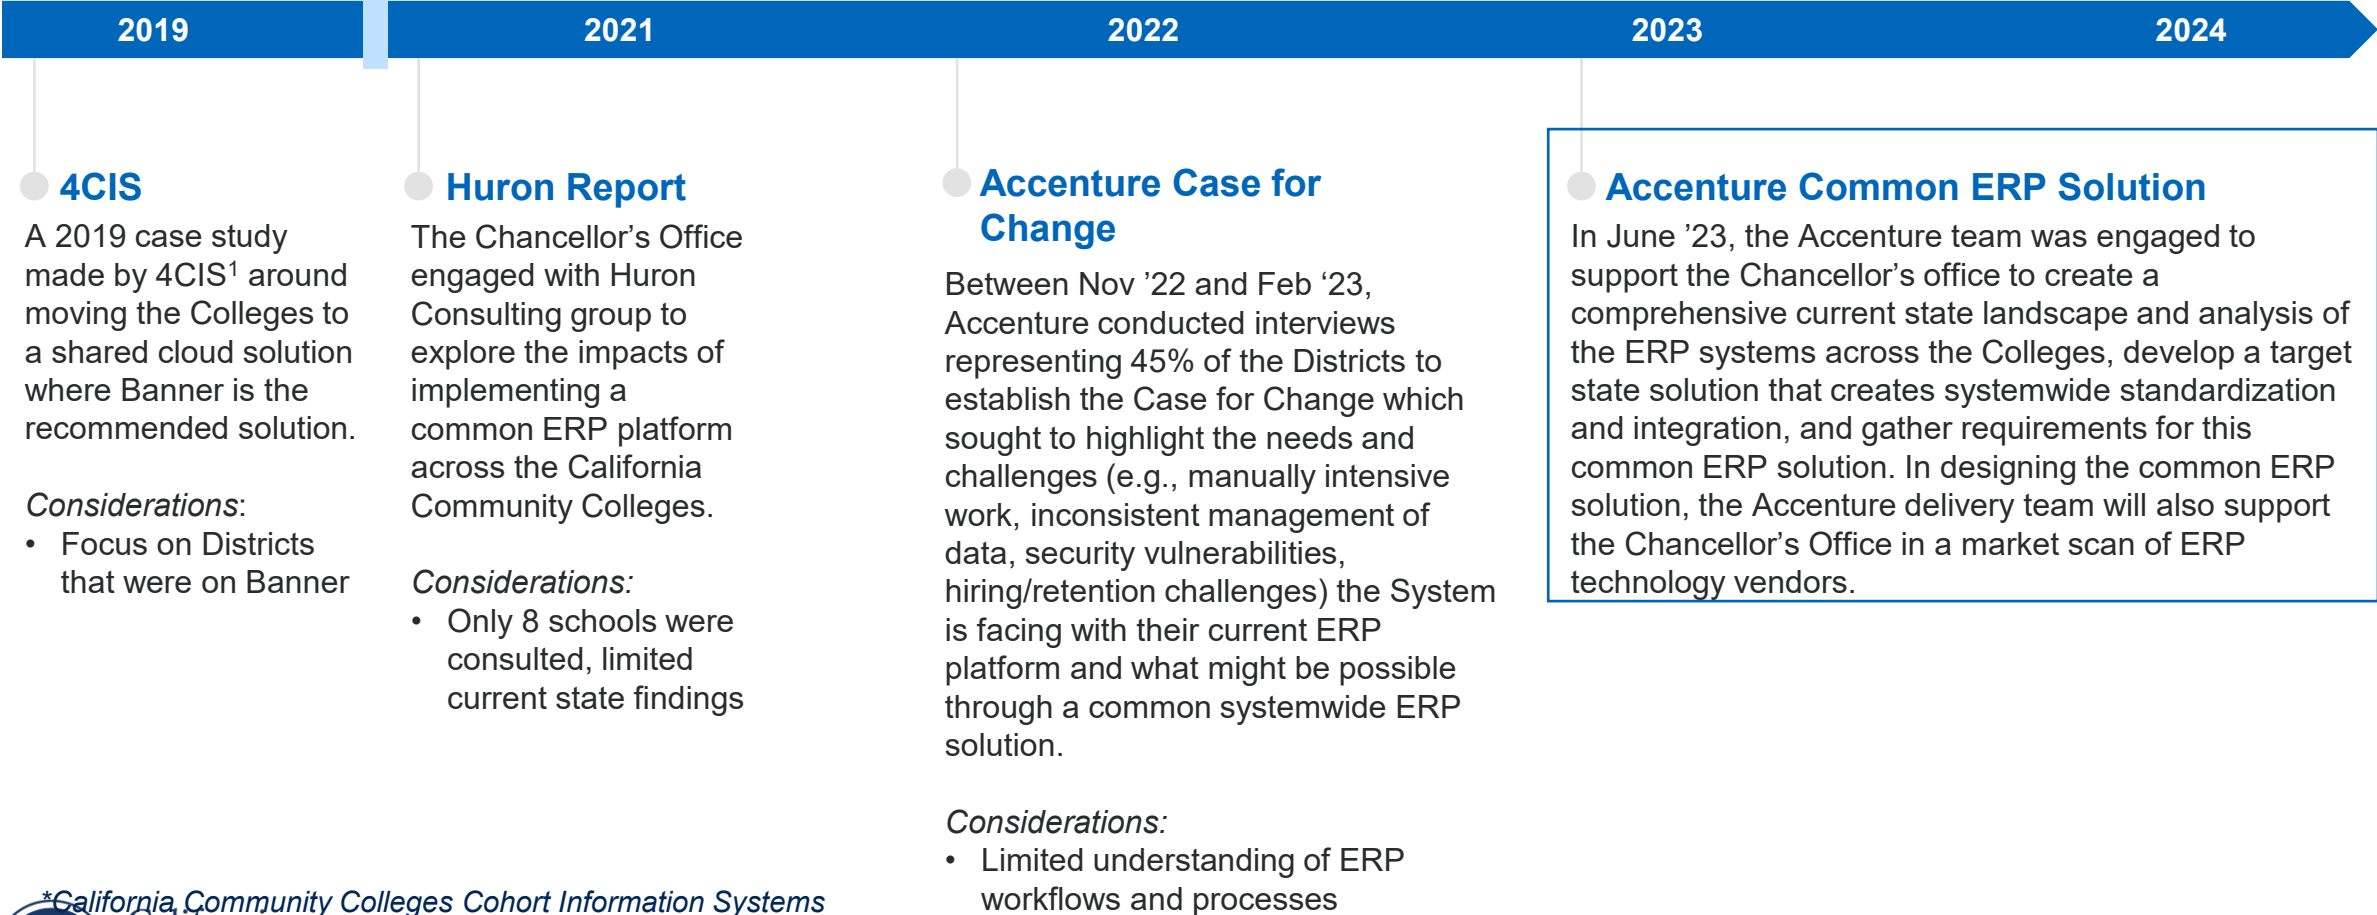 2019
2021
2022
2023
2024
4CIS
A 2019 case study
made by 4CIS¹ around
moving the Colleges to
a shared cloud solution
where Banner is the
recommended solution.
Considerations:
• Focus on Districts
that were on Banner
Huron Report
The Chancellor’s Office
engaged with Huron
Consulting group to
explore the impacts of
implementing a
common ERP platform
across the California
Community Colleges.
Considerations:
• Only 8 schools were
consulted, limited
current state findings
Accenture Case for
Change
Between Nov ’22 and Feb ‘23,
Accenture conducted interviews
representing 45% of the Districts to
establish the Case for Change which
sought to highlight the needs and
challenges (e.g., manually intensive
work, inconsistent management of
data, security vulnerabilities,
hiring/retention challenges) the System
is facing with their current ERP
platform and what might be possible
through a common systemwide ERP
solution.
Considerations:
• Limited understanding of ERP
workflows and processes
Accenture Common ERP Solution
In June ’23, the Accenture team was engaged to
support the Chancellor’s office to create a
comprehensive current state landscape and analysis of
the ERP systems across the Colleges, develop a target
state solution that creates systemwide standardization
and integration, and gather requirements for this
common ERP solution. In designing the common ERP
solution, the Accenture delivery team will also support
the Chancellor’s Office in a market scan of ERP
technology vendors.
*California Community Colleges Cohort Information Systems